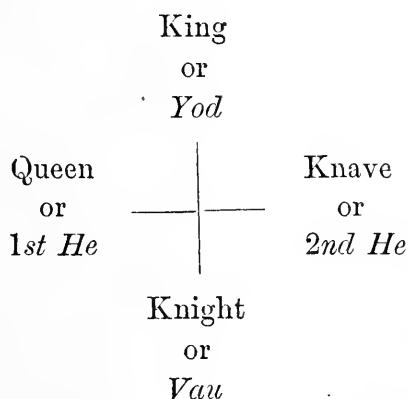 King
or
Yod
Queen
or
1st He
Knave
or
2nd He
Knight
or
Vau